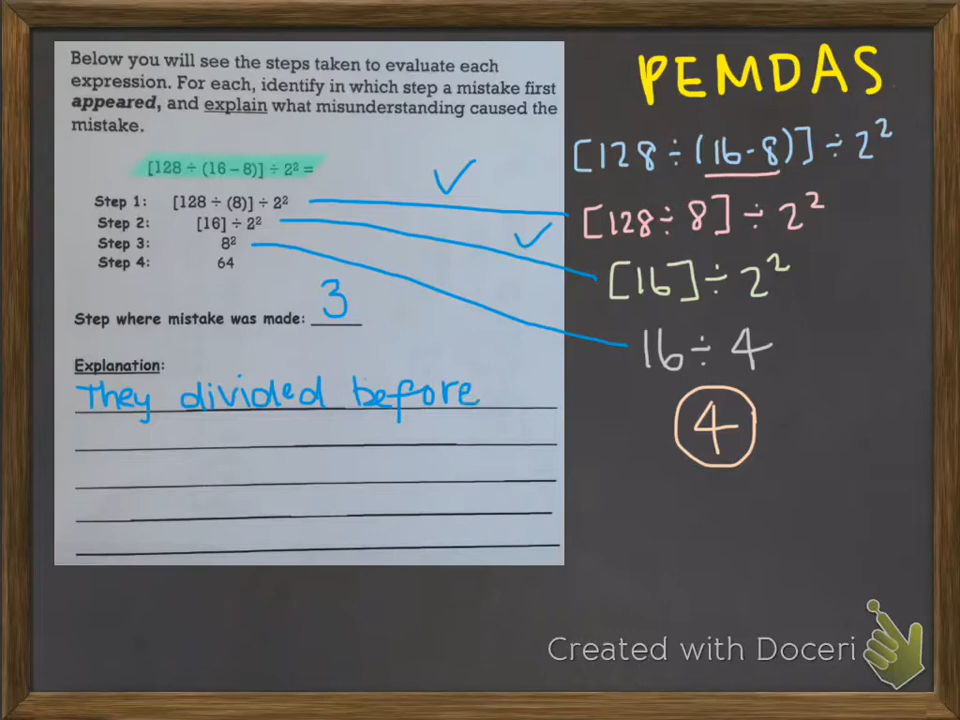 Below you will see the steps taken to evaluate each
expression. For each, identify in which step a mistake first
appeared, and explain what misunderstanding caused the
mistake.
[128 ÷ (16 – 8)] ÷ 2² =
Step 1: [128 ÷ (8)] ÷ 2²
Step 2: [16] ÷ 2²
Step 3: 8²
Step 4: 64
Step where mistake was made: 3
Explanation:
They divided before
PEMDAS
[128 ÷ (16 - 8)] ÷ 2²
[128 ÷ 8] ÷ 2²
[16] ÷ 2²
16 ÷ 4
4
Created with Doceri